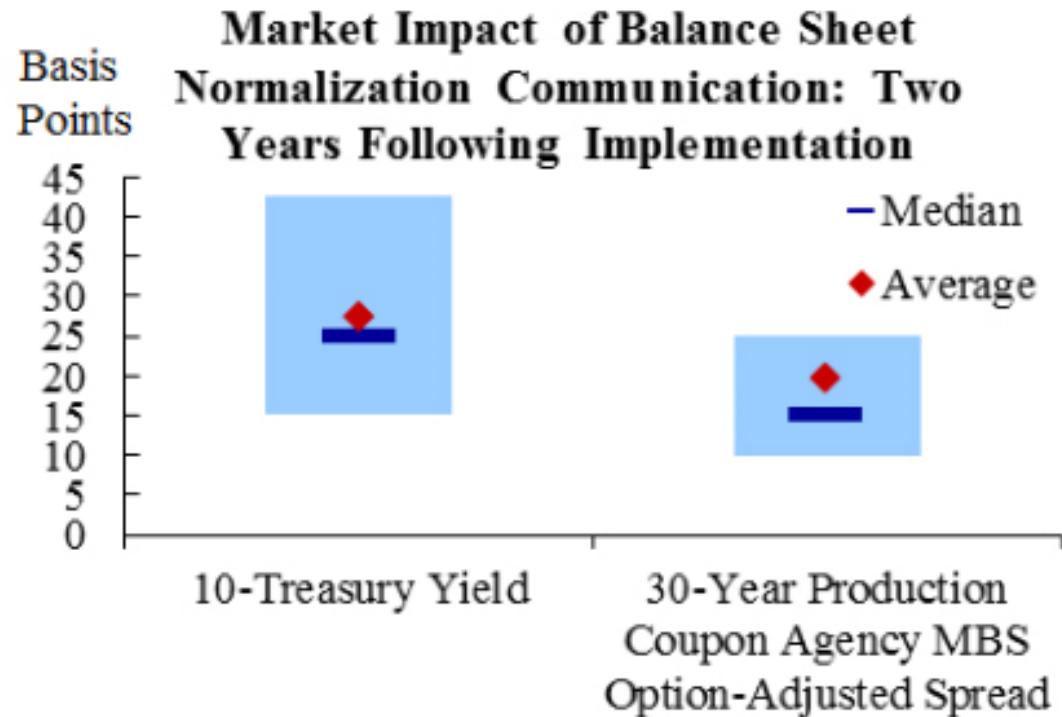 Market Impact of Balance Sheet
Normalization Communication: Two
Years Following Implementation
Basis
Points
45
40
35
30
25
20
15
10
5
0
Median
Average
10-Treasury Yield
30-Year Production
Coupon Agency MBS
Option-Adjusted Spread